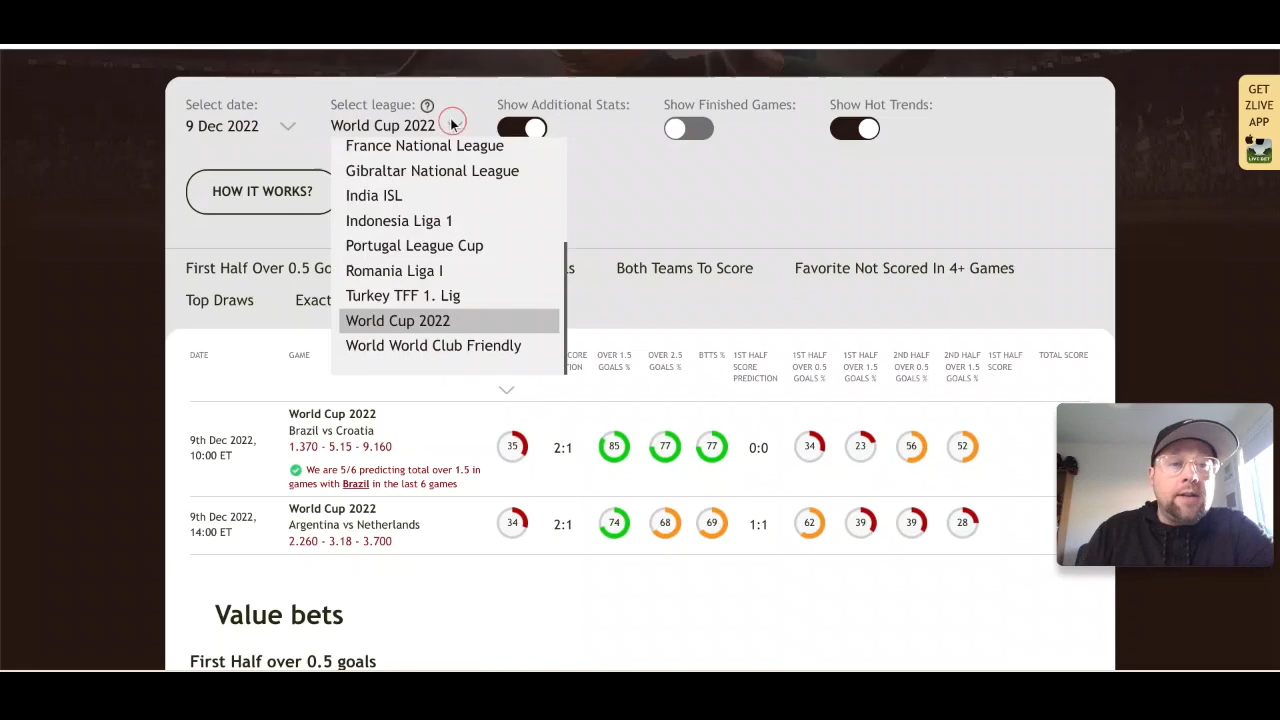 Select date:
9 Dec 2022
Select league: ?
World Cup 2022
Show Additional Stats:
Show Finished Games:
Show Hot Trends:
GET
ZLIVE
APP
LIVE BET
France National League
Gibraltar National League
India ISL
Indonesia Liga 1
Portugal League Cup
Romania Liga I
Turkey TFF 1. Lig
World Cup 2022
World World Club Friendly
HOW IT WORKS?
First Half Over 0.5 Go
ls
Both Teams To Score
Favorite Not Scored In 4+ Games
Top Draws
Exact
DATE
GAME
CORE
ION
OVER 1.5
GOALS %
OVER 2.5
GOALS %
BTTS %
1ST HALF
SCORE
PREDICTION
1ST HALF
OVER 0.5
GOALS %
1ST HALF
OVER 1.5
GOALS %
2ND HALF
OVER 0.5
GOALS %
2ND HALF
OVER 1.5
GOALS %
1ST HALF
SCORE
TOTAL SCORE
9th Dec 2022,
10:00 ET
World Cup 2022
Brazil vs Croatia
1.370 - 5.15 - 9.160
We are 5/6 predicting total over 1.5 in
games with Brazil in the last 6 games
35 2:1 85 77 77 0:0 34 23 56 52
9th Dec 2022,
14:00 ET
World Cup 2022
Argentina vs Netherlands
2.260 - 3.18 - 3.700
34 2:1 74 68 69 1:1 62 39 39 28
Value bets
First Half over 0.5 goals